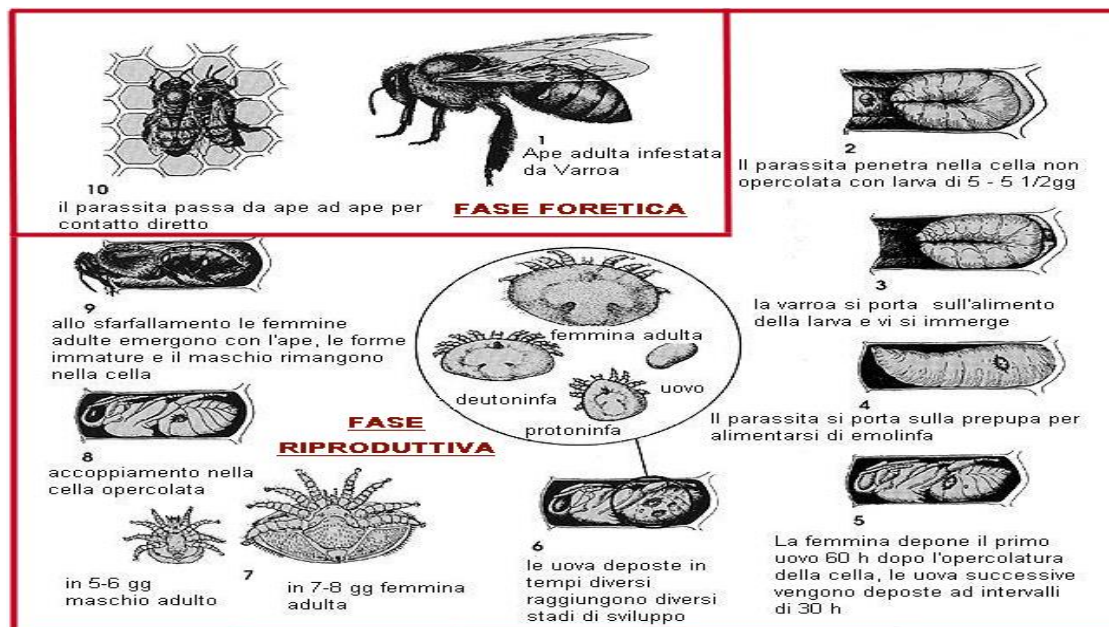 1
Ape adulta infestata
da Varroa
10
il parassita passa da ape ad ape per
contatto diretto
FASE FORETICA
2
Il parassita penetra nella cella non
opercolata con larva di 5 - 5 1/2gg
3
la varroa si porta sull'alimento
della larva e vi si immerge
4
Il parassita si porta sulla prepupa per
alimentarsi di emolinfa
5
La femmina depone il primo
uovo 60 h dopo l'opercolatura
della cella, le uova successive
vengono deposte ad intervalli
di 30 h
femmina adulta
uovo
deutoninfa
protoninfa
6
le uova deposte in
tempi diversi
raggiungono diversi
stadi di sviluppo
FASE
RIPRODUTTIVA
7
in 5-6 gg
maschio adulto
in 7-8 gg femmina
adulta
8
accoppiamento nella
cella opercolata
9
allo sfarfallamento le femmine
adulte emergono con l'ape, le forme
immature e il maschio rimangono
nella cella